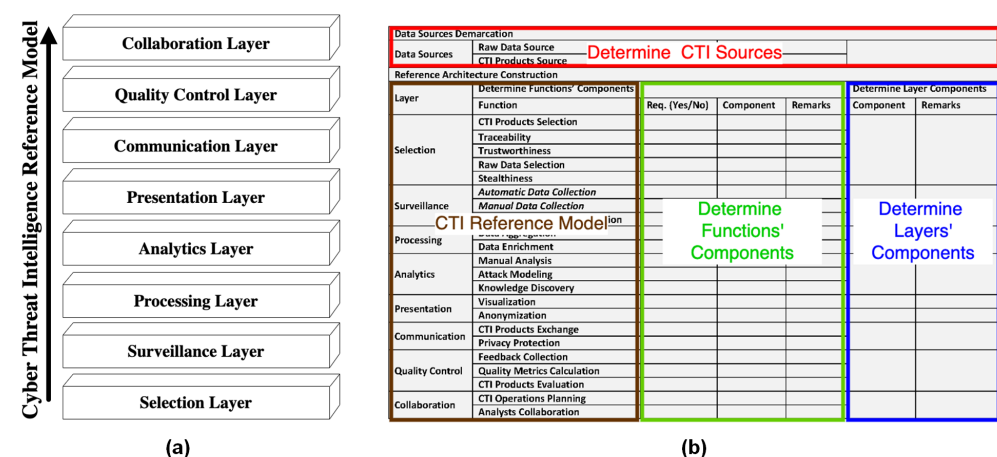 Cyber Threat Intelligence Reference Model
Collaboration Layer
Quality Control Layer
Communication Layer
Presentation Layer
Analytics Layer
Processing Layer
Surveillance Layer
Selection Layer
(a)
Data Sources Demarcation
Data Sources
Raw Data Source
CTI Products Source
Determine CTI Sources
Reference Architecture Construction
Layer
Determine Functions' Components
Determine Layer Components
Function
Req. (Yes/No)
Component
Remarks
Component
Remarks
Selection
CTI Products Selection
Traceability
Trustworthiness
Raw Data Selection
Stealthiness
Surveillance
Automatic Data Collection
Manual Data Collection
CTI Reference Model
Determine
Functions'
Components
Determine
Layers'
Components
Processing
Data Aggregation
Data Enrichment
Analytics
Manual Analysis
Attack Modeling
Knowledge Discovery
Presentation
Visualization
Anonymization
Communication
CTI Products Exchange
Privacy Protection
Quality Control
Feedback Collection
Quality Metrics Calculation
CTI Products Evaluation
Collaboration
CTI Operations Planning
Analysts Collaboration
(b)